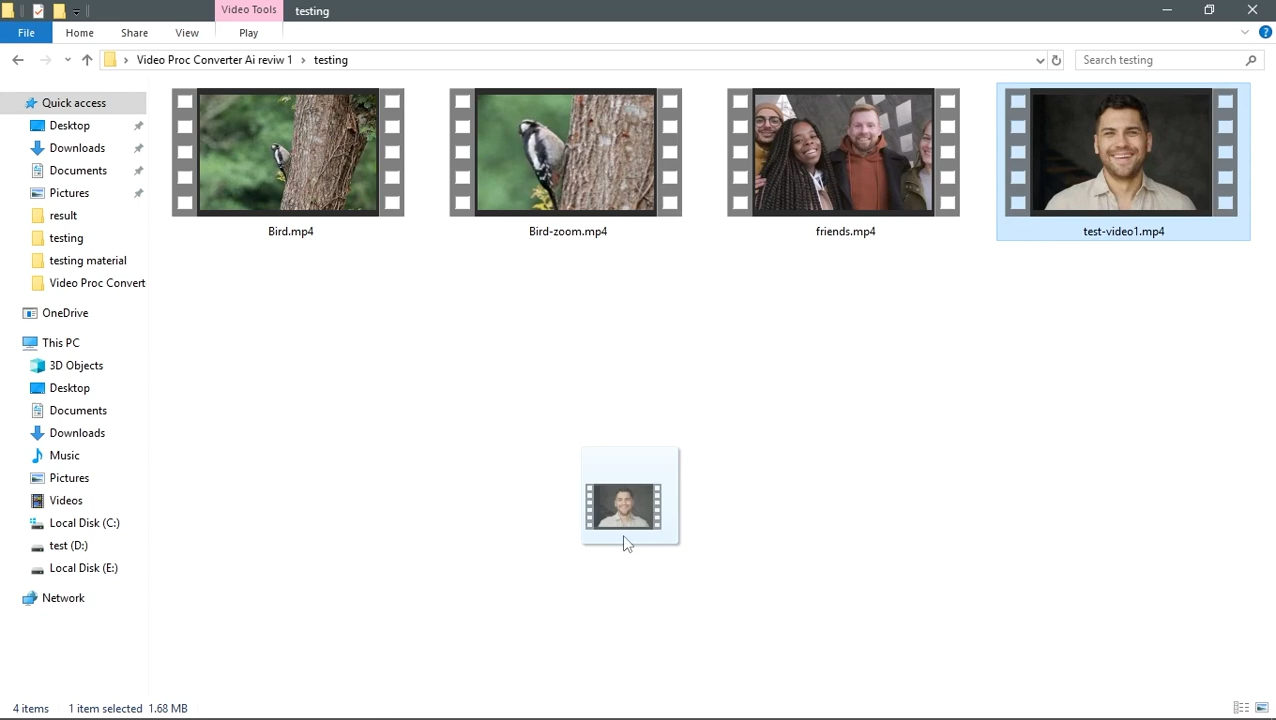 Video Tools
testing
File
Home
Share
View
Play
Video Proc Converter Ai reviw 1
testing
Search testing
Quick access
Desktop
Downloads
Documents
Pictures
result
testing
testing material
Video Proc Convert
OneDrive
This PC
3D Objects
Desktop
Documents
Downloads
Music
Pictures
Videos
Local Disk (C:)
test (D:)
Local Disk (E:)
Network
Bird.mp4
Bird-zoom.mp4
friends.mp4
test-video1.mp4
4 items
1 item selected 1.68 MB